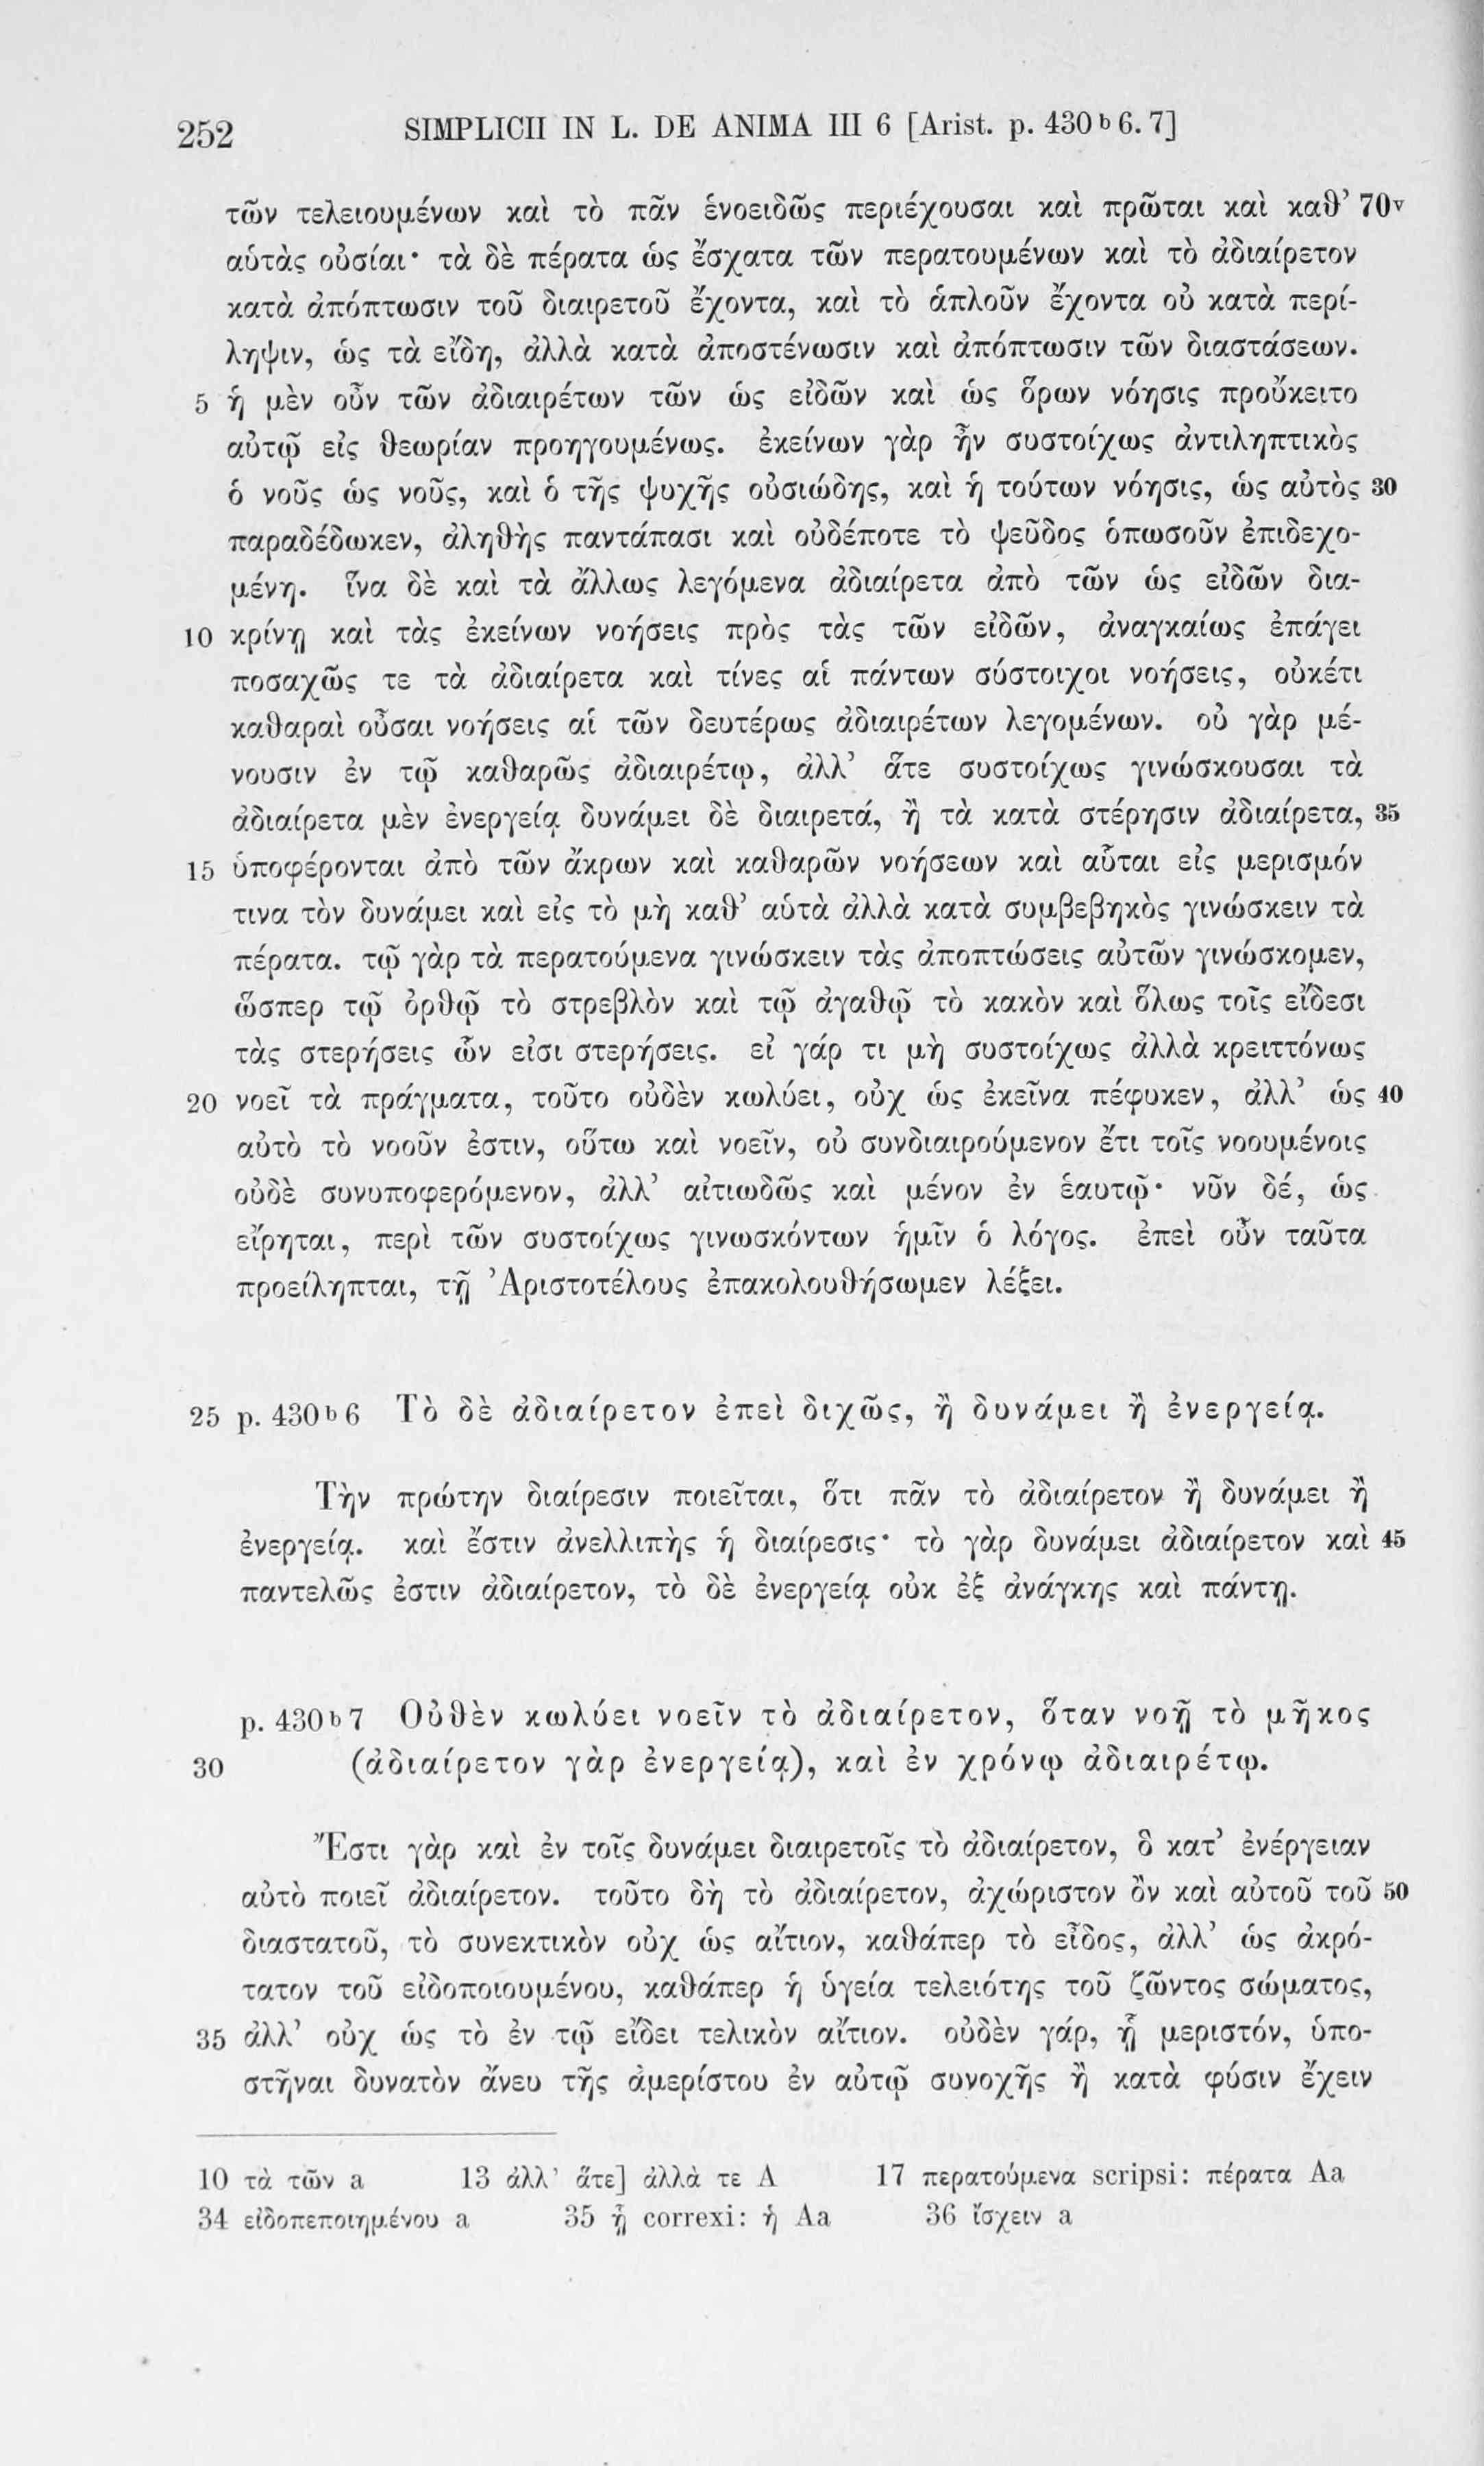 252 SIMPLICII IN L. DE ANIMA III 6 [Arist. p. 430 b 6. 7]
τῶν τελειουμένων καὶ τὸ πᾶν ἑνοειδῶς περιέχουσαι καὶ πρῶται καὶ καθ’ 70v
αὑτὰς οὐσίαι· τὰ δὲ πέρατα ὡς ἔσχατα τῶν περατουμένων καὶ τὸ ἀδιαίρετον
κατὰ ἀπόπτωσιν τοῦ διαιρετοῦ ἔχοντα, καὶ τὸ ἁπλοῦν ἔχοντα οὐ κατὰ περί-
ληψιν, ὡς τὰ εἴδη, ἀλλὰ κατὰ ἀποστένωσιν καὶ ἀπόπτωσιν τῶν διαστάσεων.
5 ἡ μὲν οὖν τῶν ἀδιαιρέτων τῶν ὡς εἰδῶν καὶ ὡς ὅρων νόησις προὔκειτο
αὐτῷ εἰς θεωρίαν προηγουμένως. ἐκείνων γὰρ ἦν συστοίχως ἀντιληπτικὸς
ὁ νοῦς ὡς νοῦς, καὶ ὁ τῆς ψυχῆς οὐσιώδης, καὶ ἡ τούτων νόησις, ὡς αὐτὸς 30
παραδέδωκεν, ἀληθὴς παντάπασι καὶ οὐδέποτε τὸ ψεῦδος ὁπωσοῦν ἐπιδεχο-
μένη. ἵνα δὲ καὶ τὰ ἄλλως λεγόμενα ἀδιαίρετα ἀπὸ τῶν ὡς εἰδῶν δια-
10 κρίνῃ καὶ τὰς ἐκείνων νοήσεις πρὸς τὰς τῶν εἰδῶν, ἀναγκαίως ἐπάγει
ποσαχῶς τε τὰ ἀδιαίρετα καὶ τίνες αἱ πάντων σύστοιχοι νοήσεις, οὐκέτι
καθαραὶ οὖσαι νοήσεις αἱ τῶν δευτέρως ἀδιαιρέτων λεγομένων. οὐ γὰρ μέ-
νουσιν ἐν τῷ καθαρῶς ἀδιαιρέτῳ, ἀλλ’ ἅτε συστοίχως γινώσκουσαι τὰ
ἀδιαίρετα μὲν ἐνεργείᾳ δυνάμει δὲ διαιρετά, ἢ τὰ κατὰ στέρησιν ἀδιαίρετα, 35
15 ὑποφέρονται ἀπὸ τῶν ἄκρων καὶ καθαρῶν νοήσεων καὶ αὗται εἰς μερισμόν
τινα τὸν δυνάμει καὶ εἰς τὸ μὴ καθ’ αὑτὰ ἀλλὰ κατὰ συμβεβηκὸς γινώσκειν τὰ
πέρατα. τῷ γὰρ τὰ περατούμενα γινώσκειν τὰς ἀποπτώσεις αὐτῶν γινώσκομεν,
ὥσπερ τῷ ὀρθῷ τὸ στρεβλὸν καὶ τῷ ἀγαθῷ τὸ κακὸν καὶ ὅλως τοῖς εἴδεσι
τὰς στερήσεις ὧν εἰσι στερήσεις. εἰ γάρ τι μὴ συστοίχως ἀλλὰ κρειττόνως
20 νοεῖ τὰ πράγματα, τοῦτο οὐδὲν κωλύει, οὐχ ὡς ἐκεῖνα πέφυκεν, ἀλλ’ ὡς 40
αὐτὸ τὸ νοοῦν ἐστιν, οὕτω καὶ νοεῖν, οὐ συνδιαιρούμενον ἔτι τοῖς νοουμένοις
οὐδὲ συνυποφερόμενον, ἀλλ’ αἰτιωδῶς καὶ μένον ἐν ἑαυτῷ· νῦν δέ, ὡς
εἴρηται, περὶ τῶν συστοίχως γινωσκόντων ἡμῖν ὁ λόγος. ἐπεὶ οὖν ταῦτα
προείληπται, τῇ Ἀριστοτέλους ἐπακολουθήσωμεν λέξει.
25 p. 430 b 6 Τὸ δὲ ἀδιαίρετον ἐπεὶ διχῶς, ἢ δυνάμει ἢ ἐνεργείᾳ.
Τὴν πρώτην διαίρεσιν ποιεῖται, ὅτι πᾶν τὸ ἀδιαίρετον ἢ δυνάμει ἢ
ἐνεργείᾳ. καὶ ἔστιν ἀνελλιπὴς ἡ διαίρεσις· τὸ γὰρ δυνάμει ἀδιαίρετον καὶ 45
παντελῶς ἐστιν ἀδιαίρετον, τὸ δὲ ἐνεργείᾳ οὐκ ἐξ ἀνάγκης καὶ πάντῃ.
p. 430 b 7 Οὐθὲν κωλύει νοεῖν τὸ ἀδιαίρετον, ὅταν νοῇ τὸ μῆκος
30 (ἀδιαίρετον γὰρ ἐνεργείᾳ), καὶ ἐν χρόνῳ ἀδιαιρέτῳ.
Ἔστι γὰρ καὶ ἐν τοῖς δυνάμει διαιρετοῖς τὸ ἀδιαίρετον, ὃ κατ’ ἐνέργειαν
αὐτὸ ποιεῖ ἀδιαίρετον. τοῦτο δὴ τὸ ἀδιαίρετον, ἀχώριστον ὂν καὶ αὐτοῦ τοῦ 50
διαστατοῦ, τὸ συνεκτικὸν οὐχ ὡς αἴτιον, καθάπερ τὸ εἶδος, ἀλλ’ ὡς ἀκρό-
τατον τοῦ εἰδοποιουμένου, καθάπερ ἡ ὑγεία τελειότης τοῦ ζῶντος σώματος,
35 ἀλλ’ οὐχ ὡς τὸ ἐν τῷ εἴδει τελικὸν αἴτιον. οὐδὲν γάρ, ᾗ μεριστόν, ὑπο-
στῆναι δυνατὸν ἄνευ τῆς ἀμερίστου ἐν αὐτῷ συνοχῆς ἢ κατὰ φύσιν ἔχειν
10 τὰ τῶν a 13 ἀλλ’ ἅτε] ἀλλά τε A 17 περατούμενα scripsi: πέρατα Aa
34 εἰδοπεποιημένου a 35 ᾗ correxi: ἡ Aa 36 ἴσχειν a